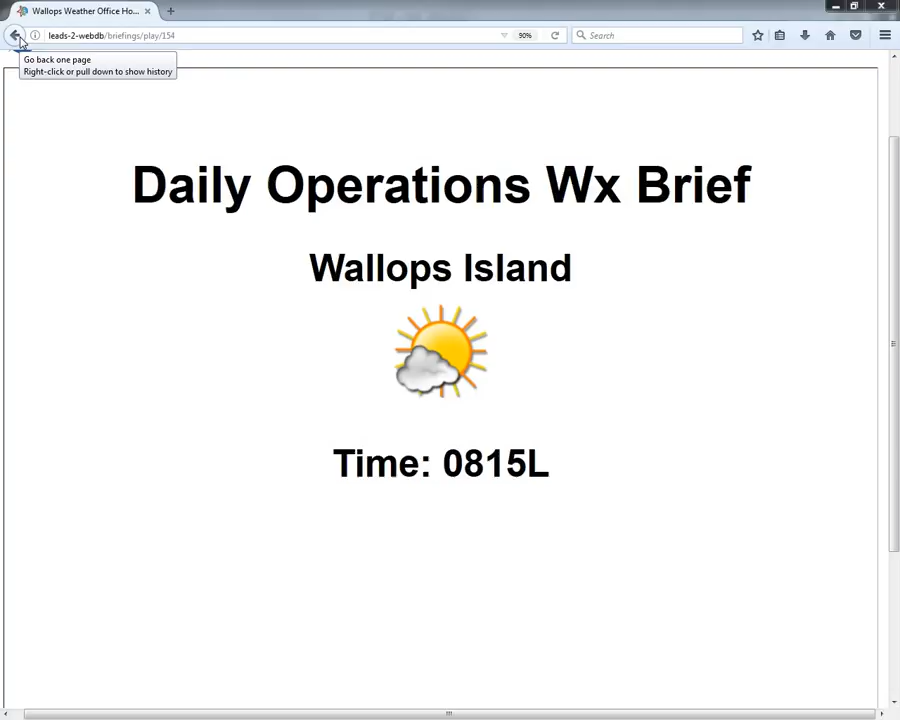 Wallops Weather Office Ho...
leads-2-webdb/briefings/play/154
90%
Search
Go back one page
Right-click or pull down to show history
Daily Operations Wx Brief
Wallops Island
Time: 0815L